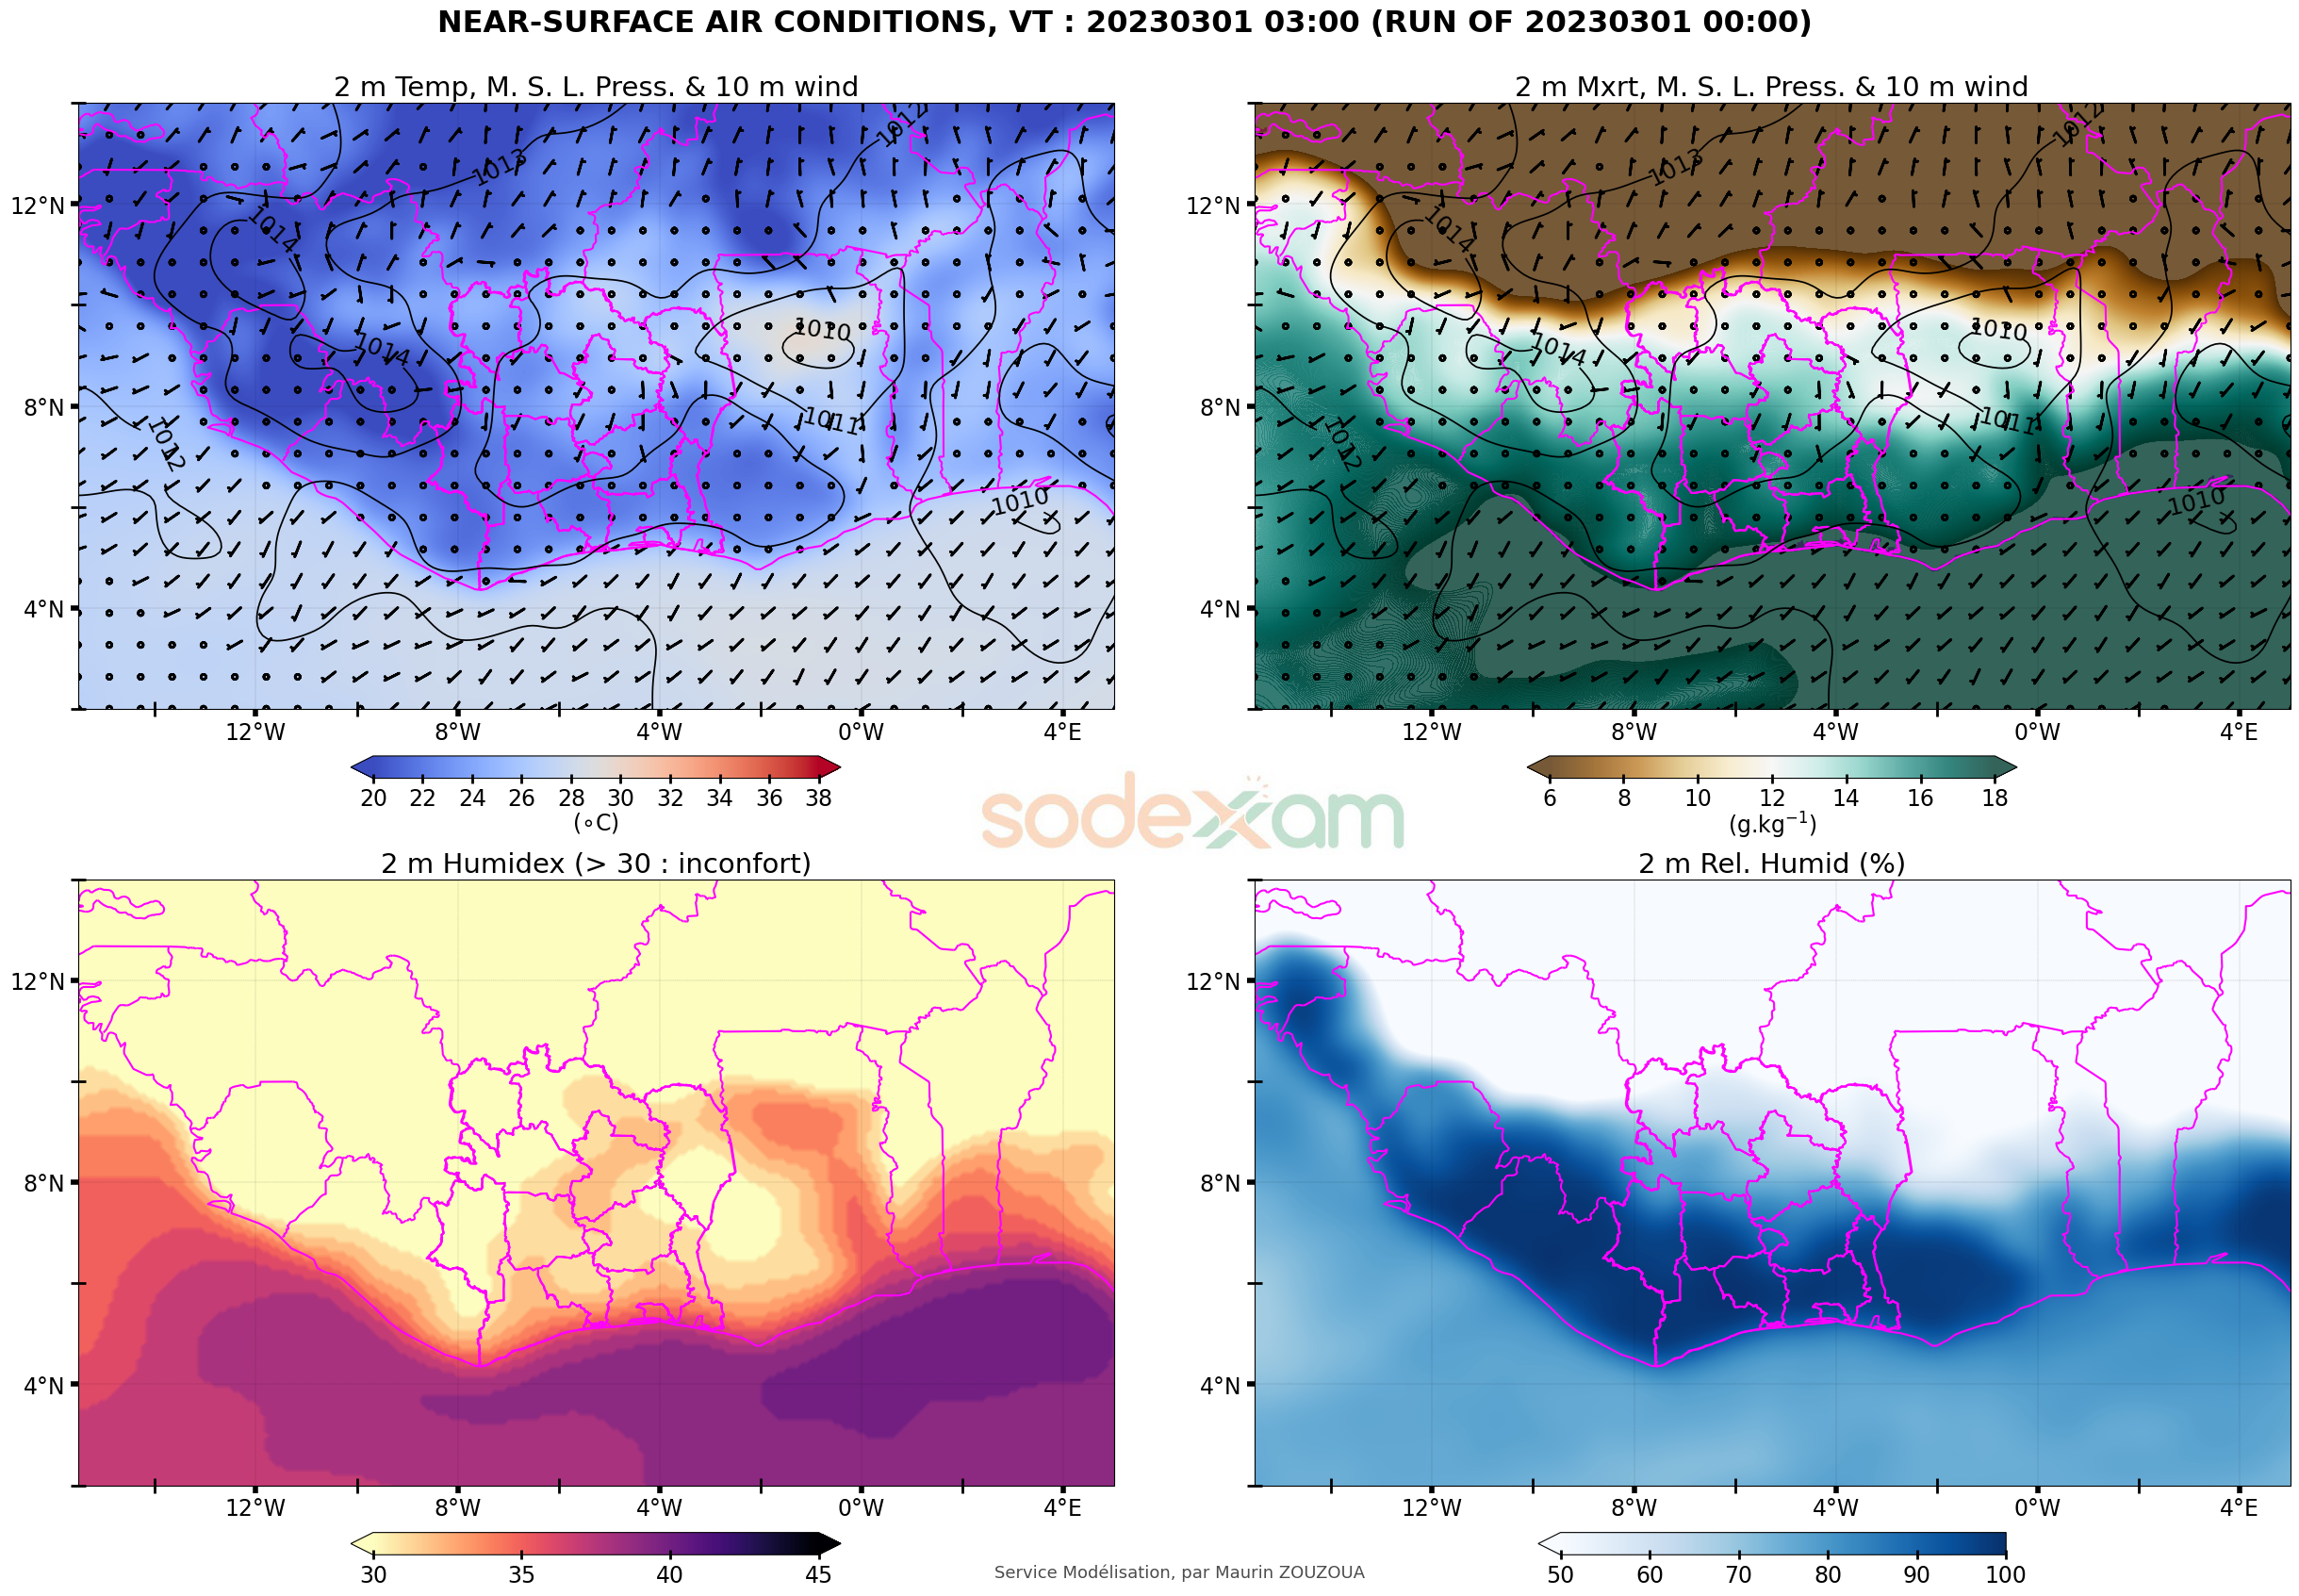 NEAR-SURFACE AIR CONDITIONS, VT : 20230301 03:00 (RUN OF 20230301 00:00)
2 m Temp, M. S. L. Press. & 10 m wind
2 m Mxrt, M. S. L. Press. & 10 m wind
1012
1013
1014
1014
1010
1011
1012
1010
12°N
8°N
4°N
12°W 8°W 4°W 0°W 4°E
20 22 24 26 28 30 32 34 36 38
(∘C)
1012
1013
1014
1014
1010
1011
1012
1010
12°N
8°N
4°N
12°W 8°W 4°W 0°W 4°E
6 8 10 12 14 16 18
(g.kg⁻¹)
sodexam
2 m Humidex (> 30 : inconfort)
2 m Rel. Humid (%)
12°N
8°N
4°N
12°W 8°W 4°W 0°W 4°E
30 35 40 45
12°N
8°N
4°N
12°W 8°W 4°W 0°W 4°E
50 60 70 80 90 100
Service Modélisation, par Maurin ZOUZOUA